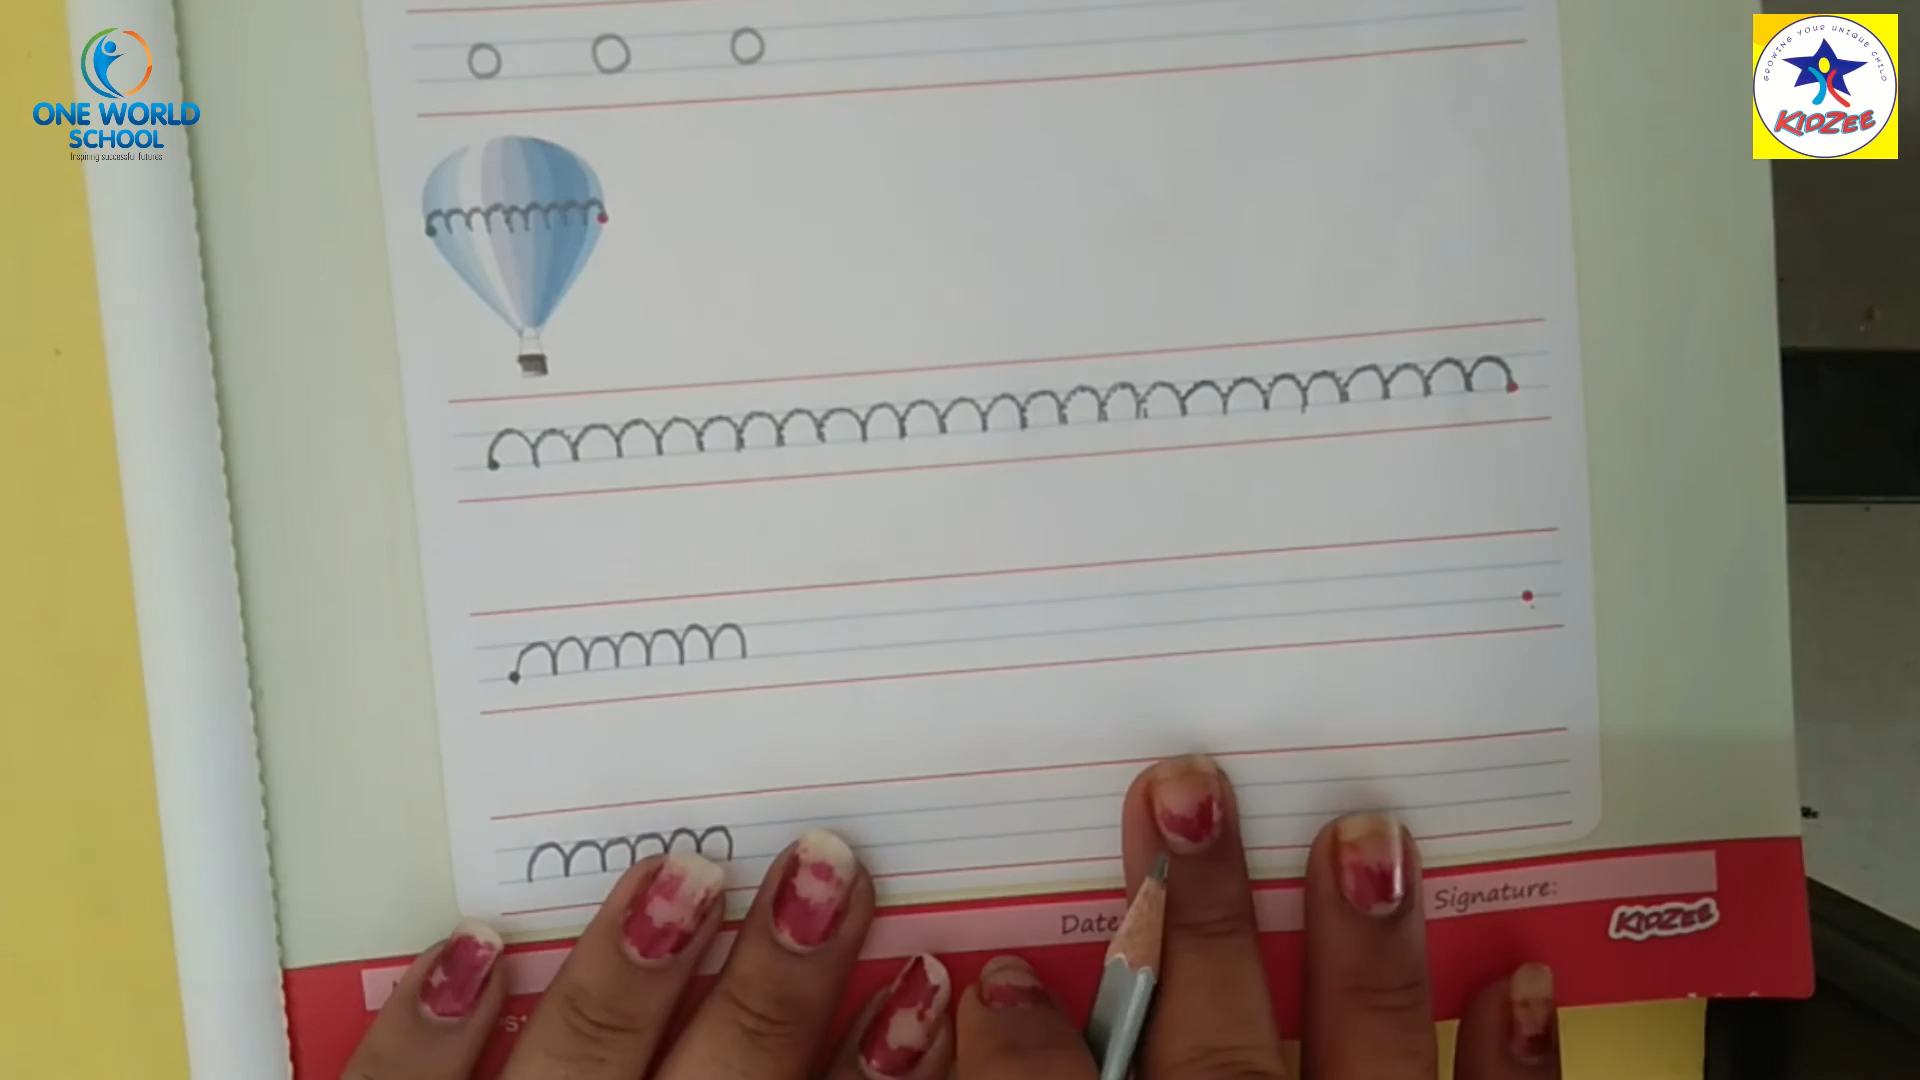 ONE WORLD
SCHOOL
Inspiring successful futures
GROWING YOUR UNIQUE CHILD
KIDZEE
o o o
Date:
Signature:
KIDZEE